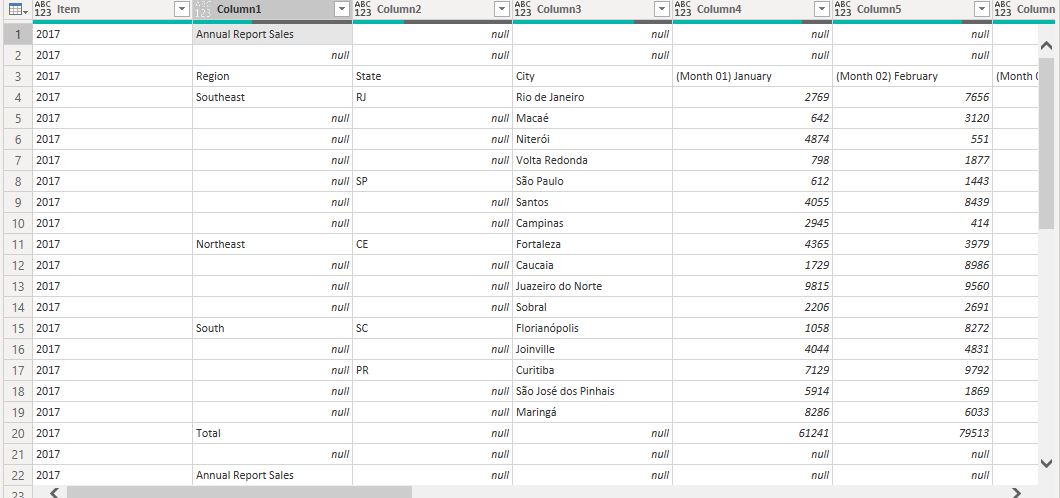 ABC 123 Item ABC 123 Column1 ABC 123 Column2 ABC 123 Column3 ABC 123 Column4 ABC 123 Column5 ABC 123 Column
1 2017 Annual Report Sales null null null null
2 2017 null null null null null
3 2017 Region State City (Month 01) January (Month 02) February (Month 0
4 2017 Southeast RJ Rio de Janeiro 2769 7656
5 2017 null null Macaé 642 3120
6 2017 null null Niterói 4874 551
7 2017 null null Volta Redonda 798 1877
8 2017 null SP São Paulo 612 1443
9 2017 null null Santos 4055 8439
10 2017 null null Campinas 2945 414
11 2017 Northeast CE Fortaleza 4365 3979
12 2017 null null Caucaia 1729 8986
13 2017 null null Juazeiro do Norte 9815 9560
14 2017 null null Sobral 2206 2691
15 2017 South SC Florianópolis 1058 8272
16 2017 null null Joinville 4044 4831
17 2017 null PR Curitiba 7129 9792
18 2017 null null São José dos Pinhais 5914 1869
19 2017 null null Maringá 8286 6033
20 2017 Total null null 61241 79513
21 2017 null null null null null
22 2017 Annual Report Sales null null null null
23